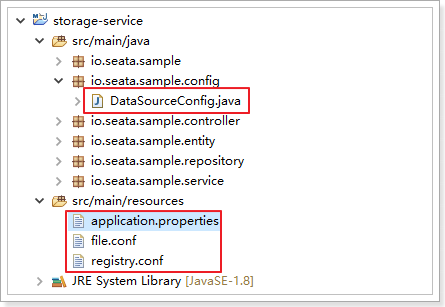 storage-service
src/main/java
io.seata.sample
io.seata.sample.config
DataSourceConfig.java
io.seata.sample.controller
io.seata.sample.entity
io.seata.sample.repository
io.seata.sample.service
src/main/resources
application.properties
file.conf
registry.conf
JRE System Library [JavaSE-1.8]